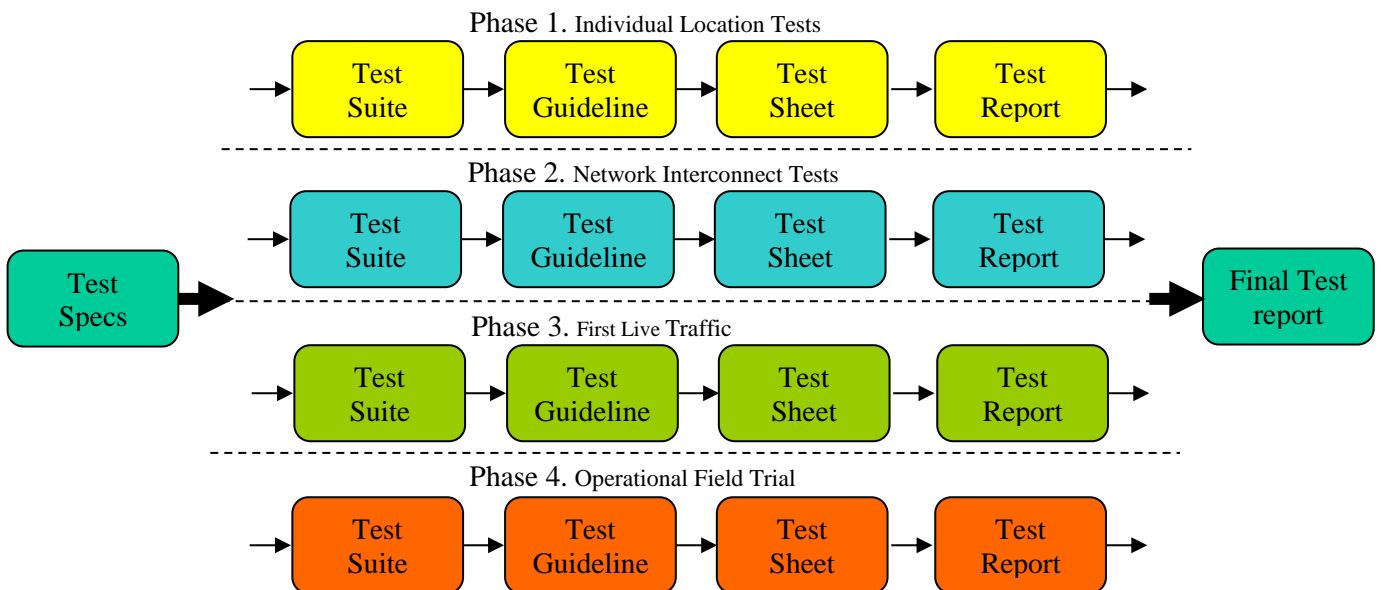 Phase 1. Individual Location Tests
Test
Suite
Test
Guideline
Test
Sheet
Test
Report
Phase 2. Network Interconnect Tests
Test
Suite
Test
Guideline
Test
Sheet
Test
Report
Test
Specs
Final Test
report
Phase 3. First Live Traffic
Test
Suite
Test
Guideline
Test
Sheet
Test
Report
Phase 4. Operational Field Trial
Test
Suite
Test
Guideline
Test
Sheet
Test
Report